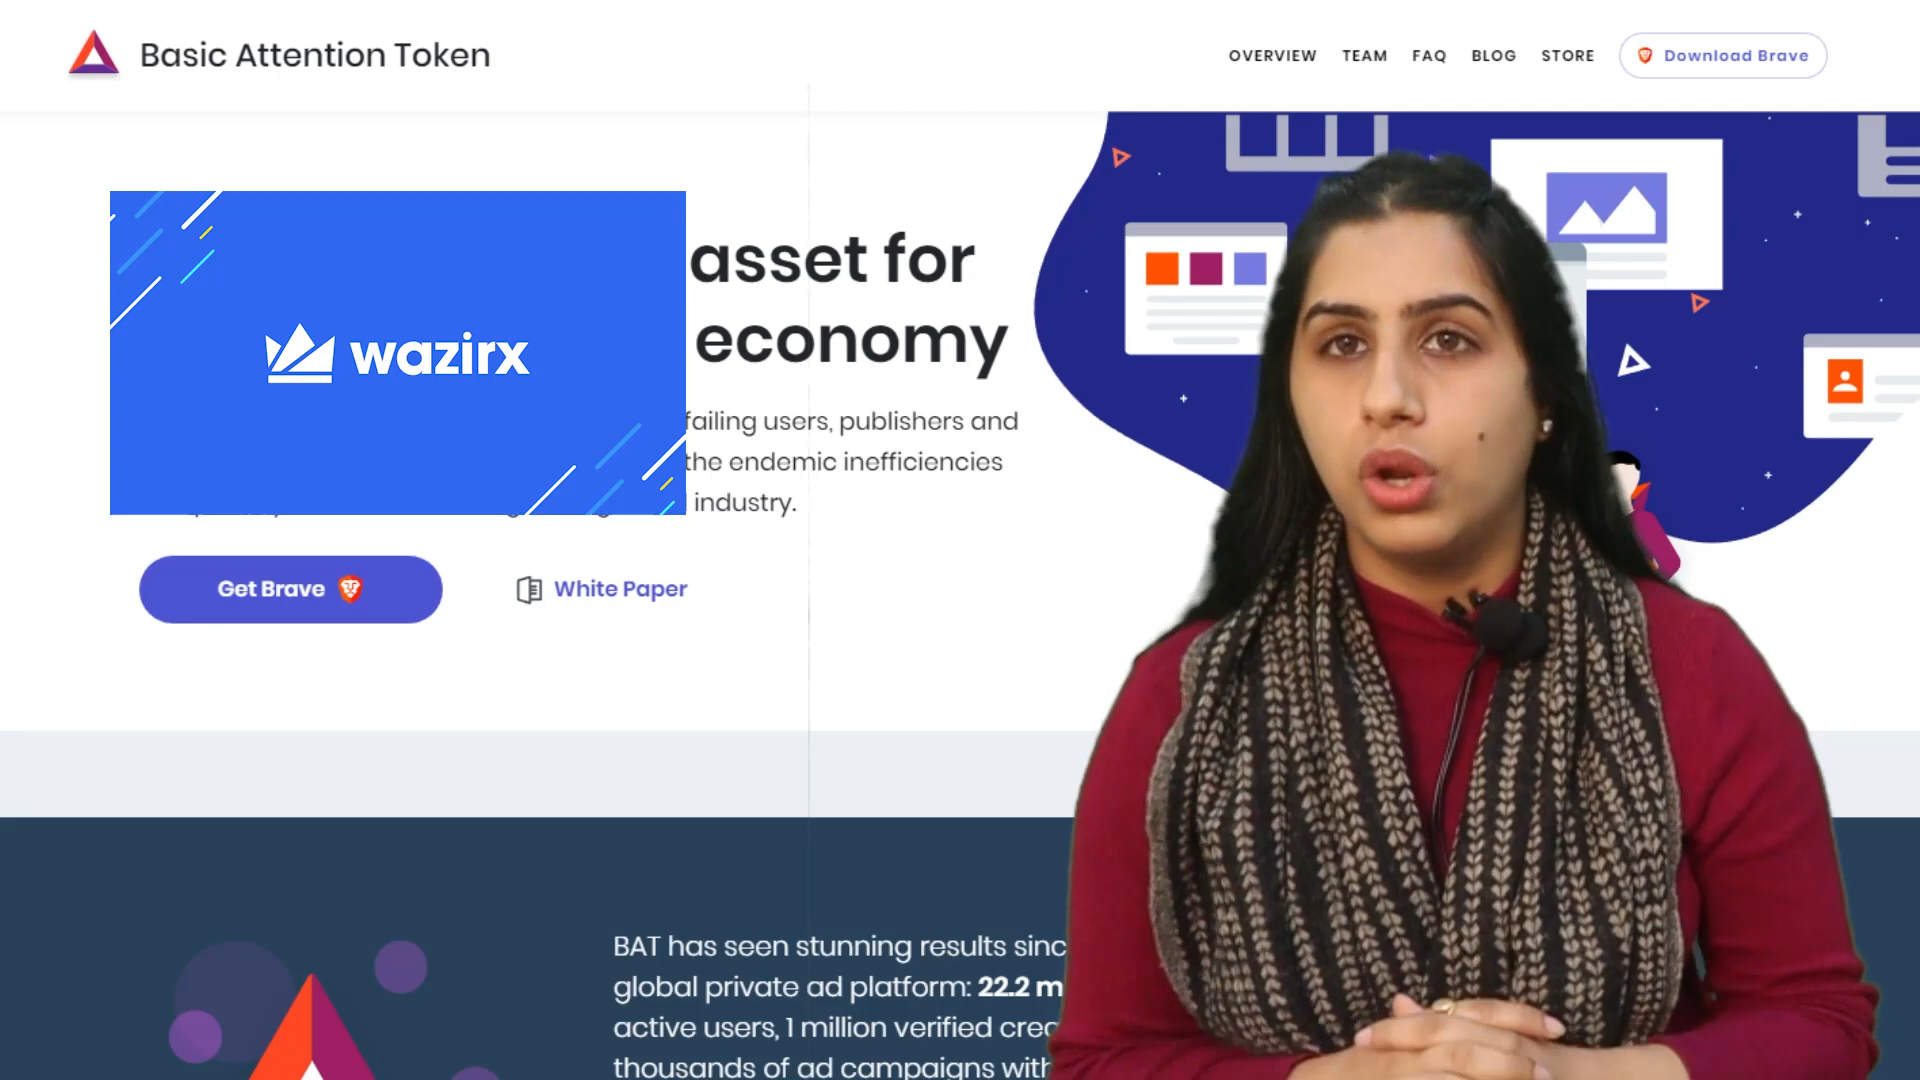 Basic Attention Token
OVERVIEW TEAM FAQ BLOG STORE Download Brave
wazirx
asset for
economy
failing users, publishers and
the endemic inefficiencies
industry.
Get Brave White Paper
BAT has seen stunning results sinc
global private ad platform: 22.2 m
active users, 1 million verified crea
thousands of ad campaigns with